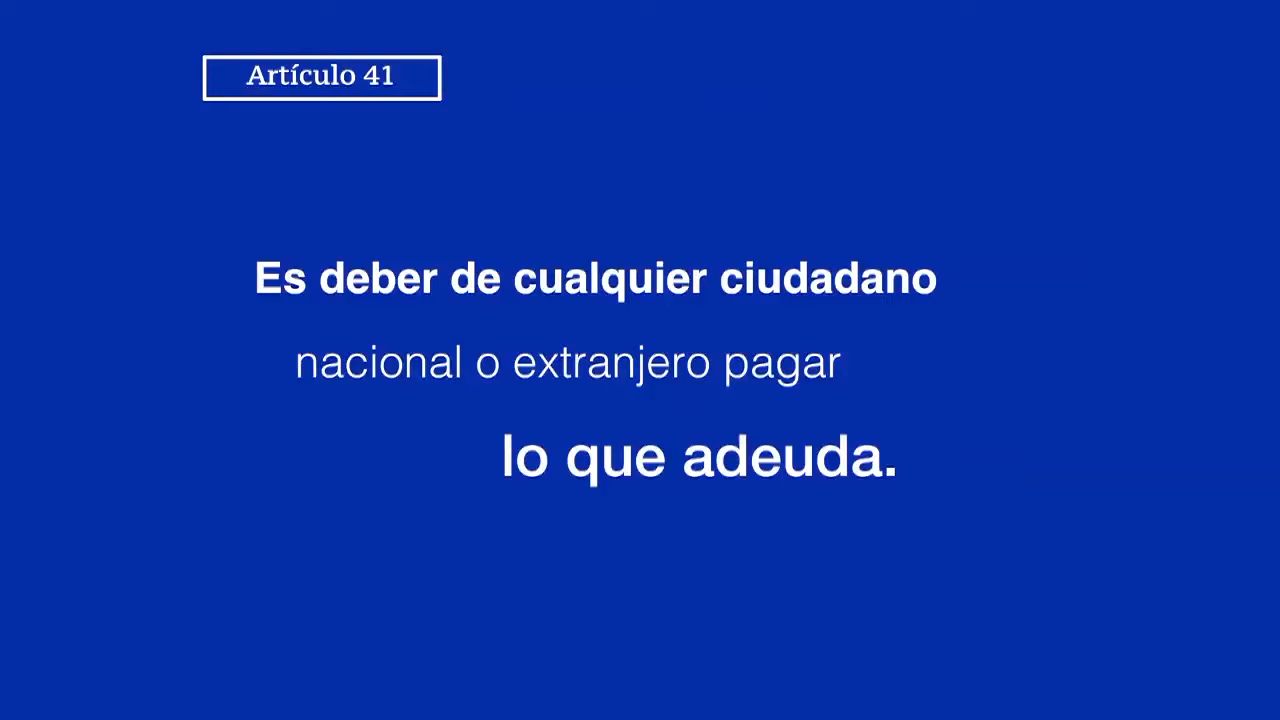 Artículo 41
Es deber de cualquier ciudadano
nacional o extranjero pagar
lo que adeuda.